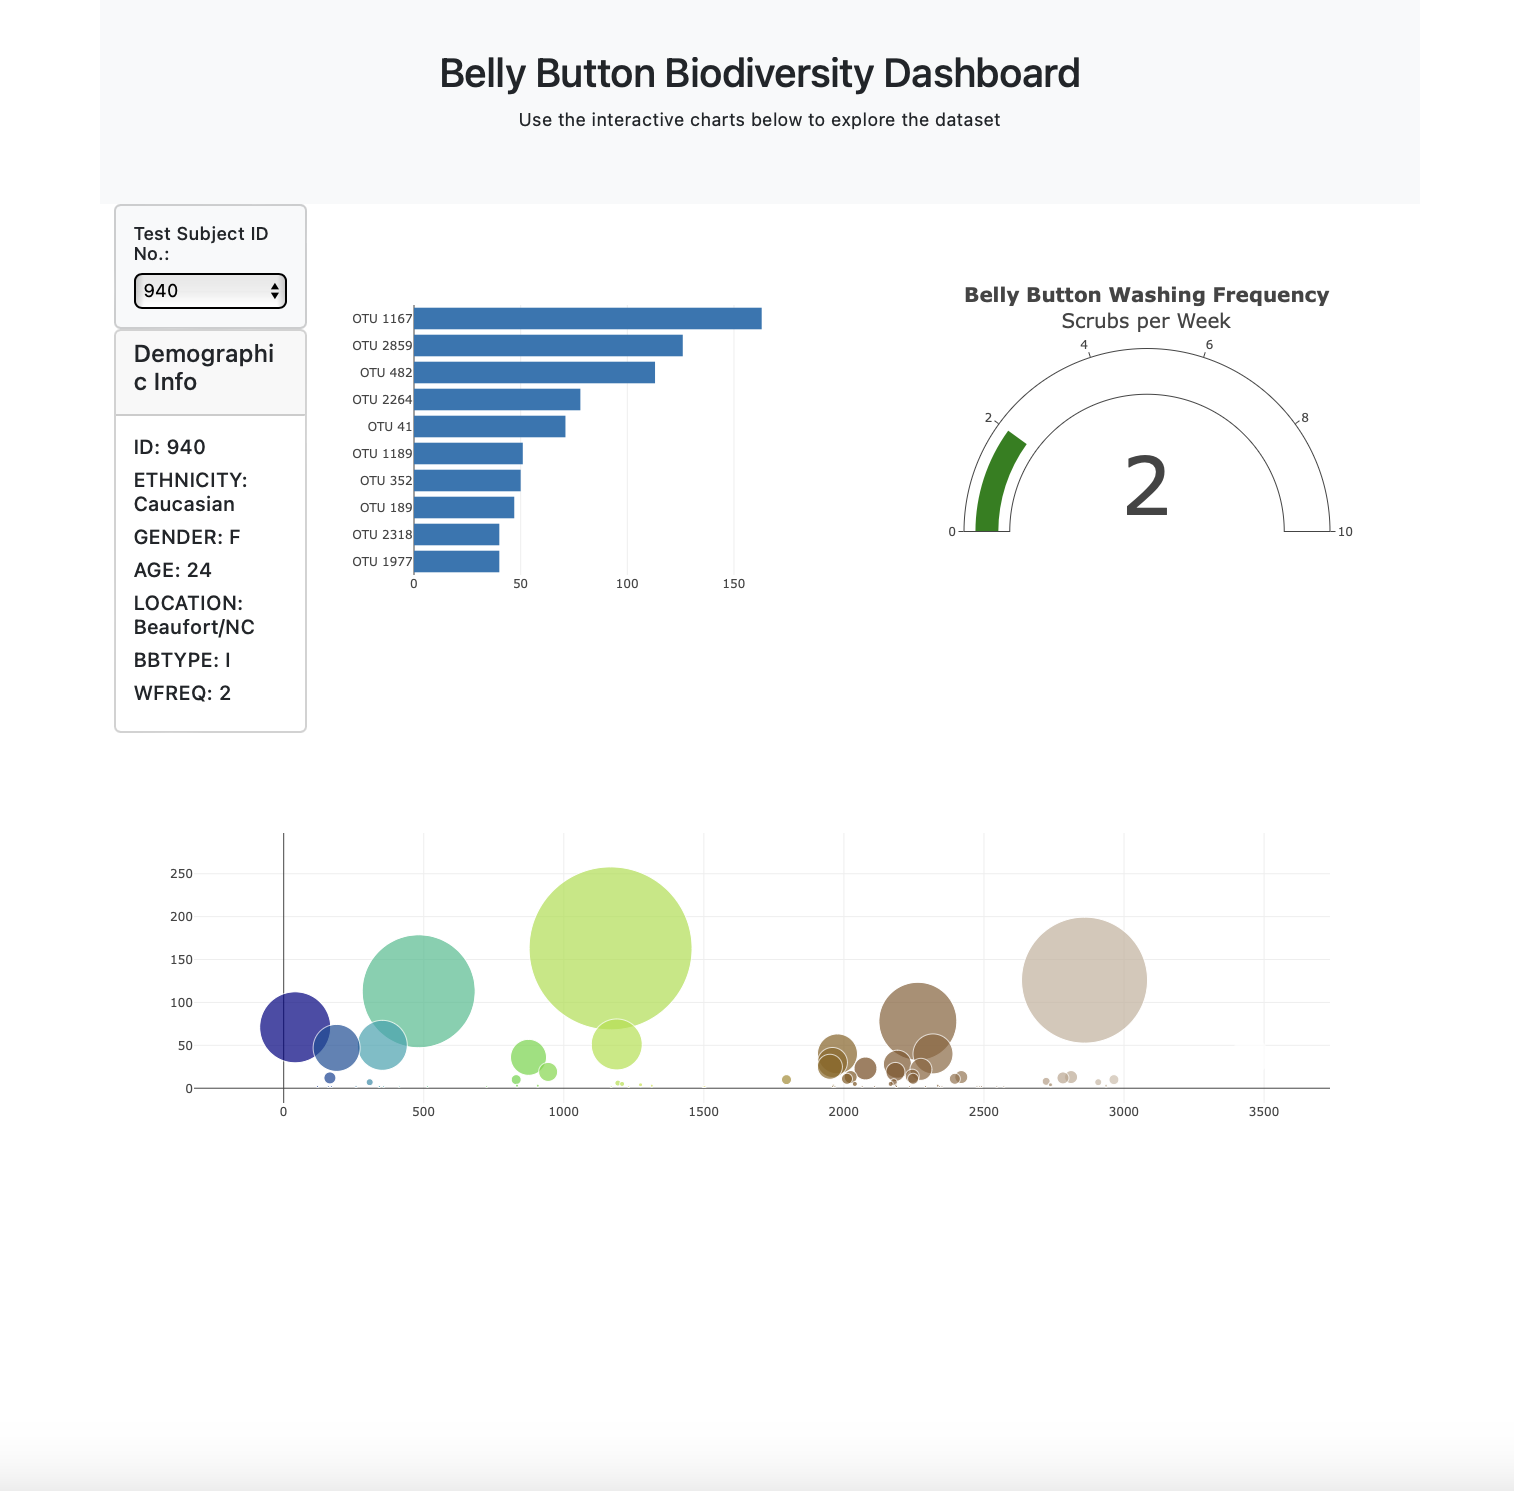 Belly Button Biodiversity Dashboard
Use the interactive charts below to explore the dataset
Test Subject ID
No.:
940
Demographi
c Info
ID: 940
ETHNICITY:
Caucasian
GENDER: F
AGE: 24
LOCATION:
Beaufort/NC
BBTYPE: I
WFREQ: 2
OTU 1167
OTU 2859
OTU 482
OTU 2264
OTU 41
OTU 1189
OTU 352
OTU 189
OTU 2318
OTU 1977
0 50 100 150
Belly Button Washing Frequency
Scrubs per Week
4 6
2 8
2
0 10
250
200
150
100
50
0
0 500 1000 1500 2000 2500 3000 3500